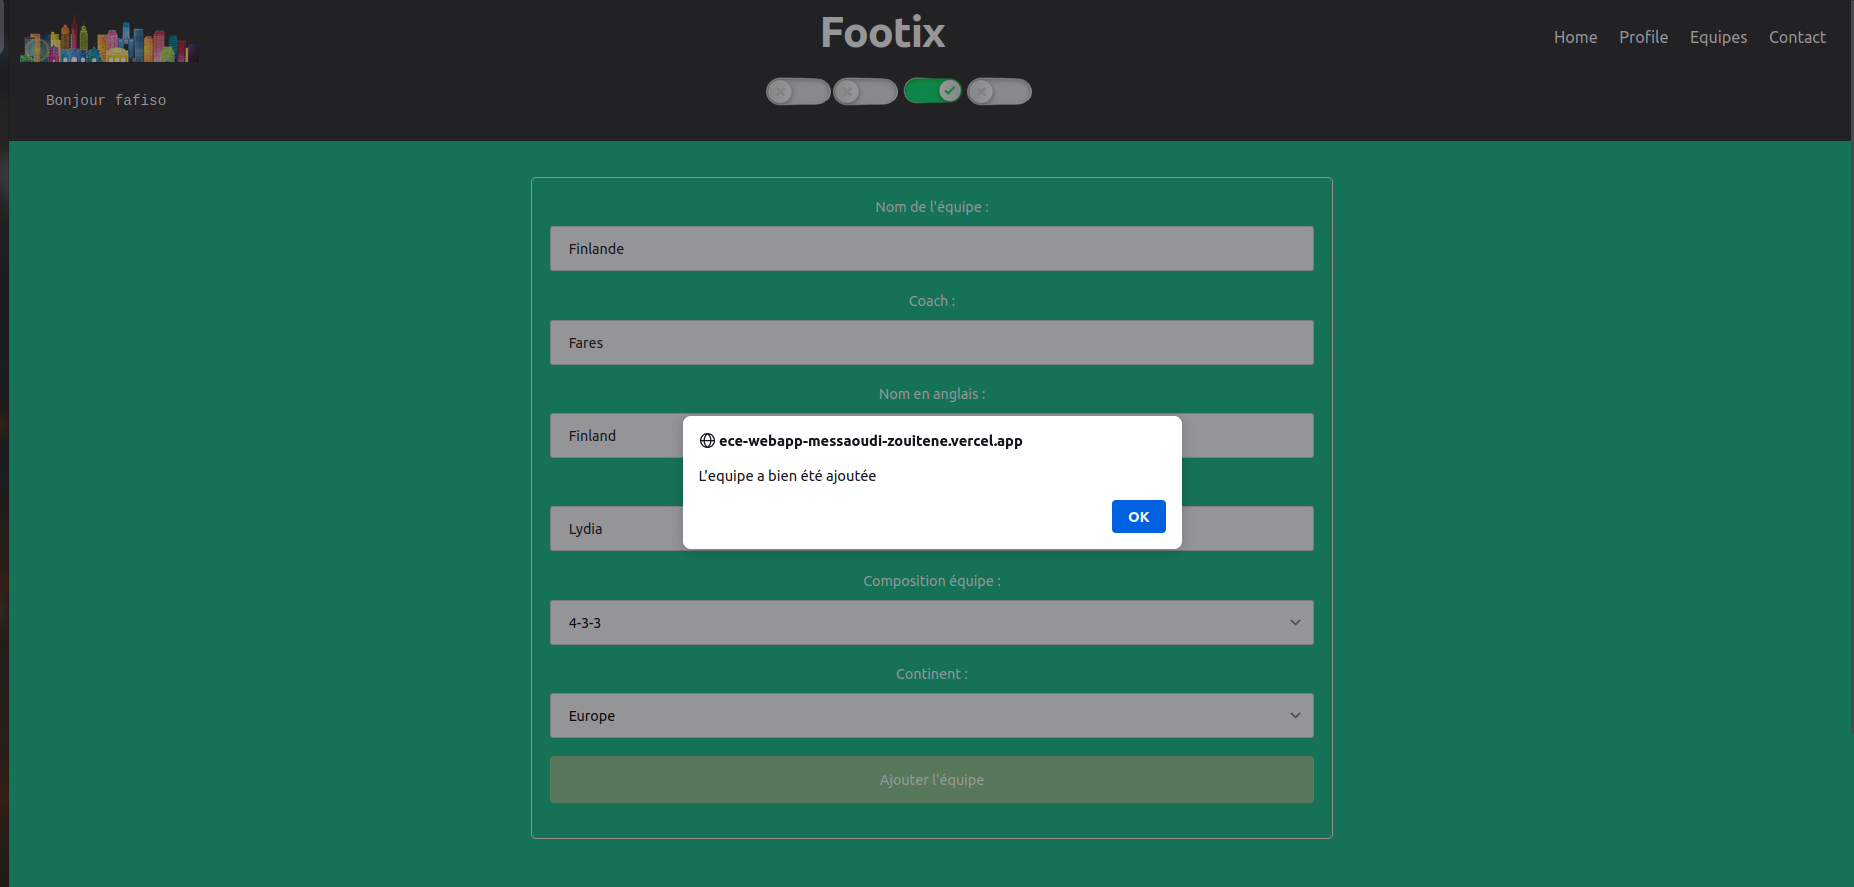 Footix
Home Profile Equipes Contact
Bonjour fafiso
Nom de l'équipe :
Finlande
Coach :
Fares
Nom en anglais :
Finland
ece-webapp-messaoudi-zouitene.vercel.app
L'equipe a bien été ajoutée
OK
Lydia
Composition équipe :
4-3-3
Continent :
Europe
Ajouter l'équipe